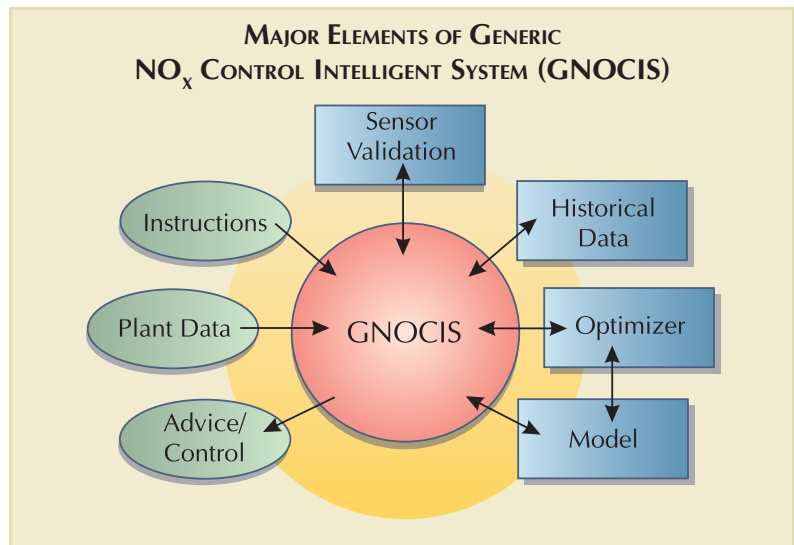 Major Elements of Generic
NOx Control Intelligent System (GNOCIS)
Sensor
Validation
Instructions
Historical
Data
Plant Data
GNOCIS
Optimizer
Advice/
Control
Model